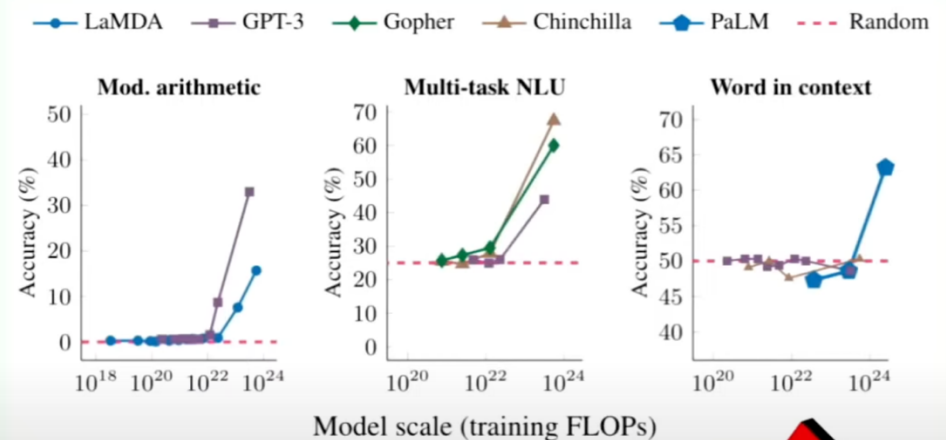 LaMDA GPT-3 Gopher Chinchilla PaLM Random
Mod. arithmetic
Accuracy (%)
50
40
30
20
10
0
10^18 10^20 10^22 10^24
Multi-task NLU
Accuracy (%)
70
60
50
40
30
20
10
0
10^20 10^22 10^24
Word in context
Accuracy (%)
70
65
60
55
50
45
40
10^20 10^22 10^24
Model scale (training FLOPs)